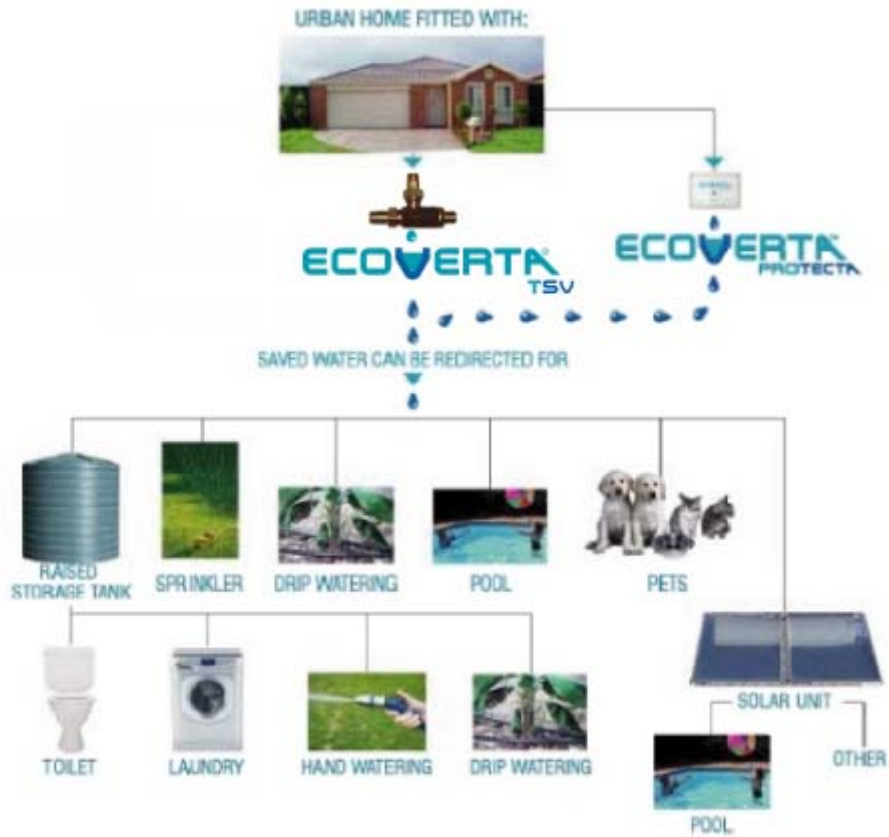 URBAN HOME FITTED WITH:
ECOVERTA®
TSV
ECOVERTA™
PROTECTA
SAVED WATER CAN BE REDIRECTED FOR
RAISED
STORAGE TANK
SPRINKLER
DRIP WATERING
POOL
PETS
SOLAR UNIT
TOILET
LAUNDRY
HAND WATERING
DRIP WATERING
OTHER
POOL